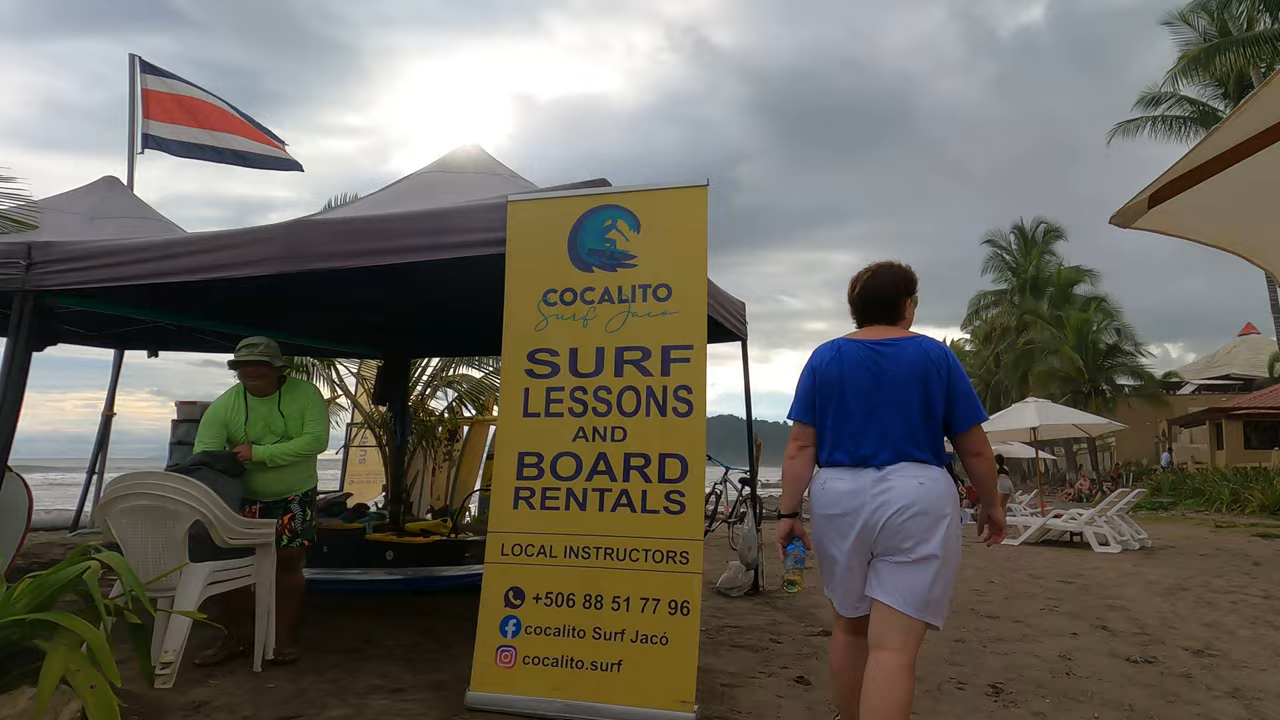 COCALITO
Surf Jacó
SURF
LESSONS
AND
BOARD
RENTALS
LOCAL INSTRUCTORS
+506 88 51 77 96
cocalito Surf Jacó
cocalito.surf
SURF